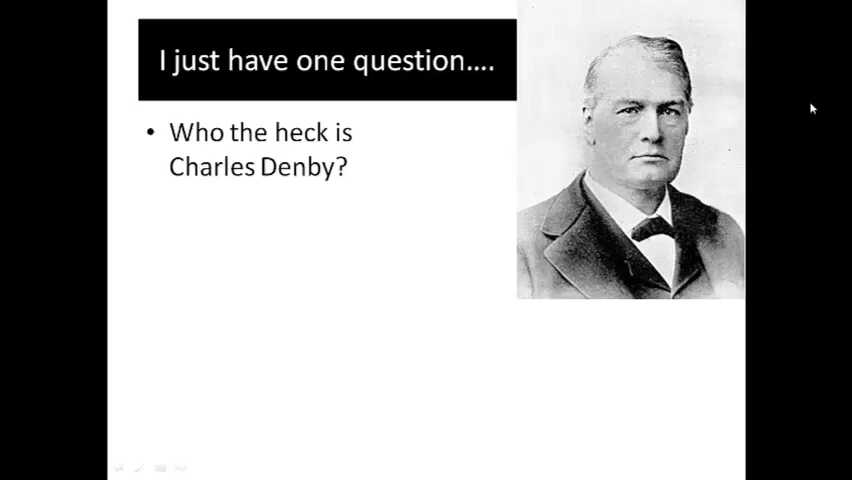 I just have one question....
• Who the heck is
Charles Denby?